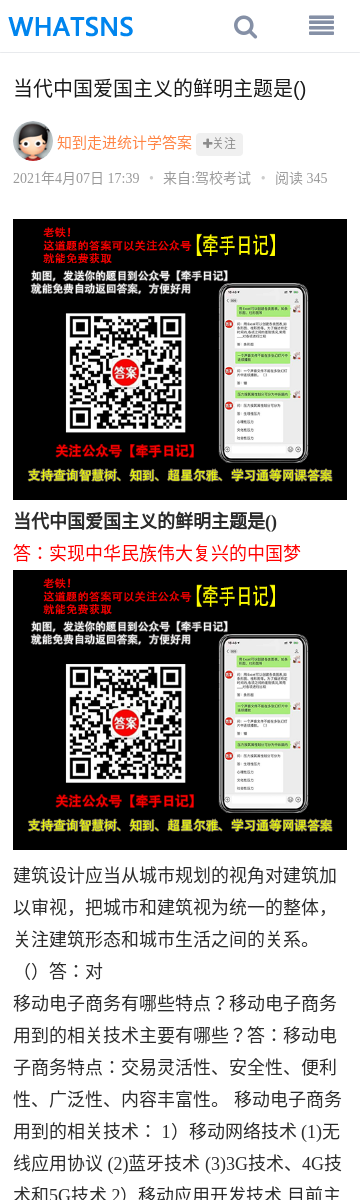 WHATSNS
当代中国爱国主义的鲜明主题是()
知到走进统计学答案 +关注
2021年4月07日 17:39 • 来自:驾校考试 • 阅读 345
老铁!
这道题的答案可以关注公众号【牵手日记】
就能免费获取
如图，发送你的题目到公众号【牵手日记】
就能免费自动返回答案，方便好用
答案
关注公众号【牵手日记】
支持查询智慧树、知到、超星尔雅、学习通等网课答案
当代中国爱国主义的鲜明主题是()
答：实现中华民族伟大复兴的中国梦
老铁!
这道题的答案可以关注公众号【牵手日记】
就能免费获取
如图，发送你的题目到公众号【牵手日记】
就能免费自动返回答案，方便好用
答案
关注公众号【牵手日记】
支持查询智慧树、知到、超星尔雅、学习通等网课答案
建筑设计应当从城市规划的视角对建筑加
以审视，把城市和建筑视为统一的整体，
关注建筑形态和城市生活之间的关系。
（）答：对
移动电子商务有哪些特点？移动电子商务
用到的相关技术主要有哪些？答：移动电
子商务特点：交易灵活性、安全性、便利
性、广泛性、内容丰富性。 移动电子商务
用到的相关技术： 1）移动网络技术 (1)无
线应用协议 (2)蓝牙技术 (3)3G技术、4G技
术和5G技术 2）移动应用开发技术 目前主